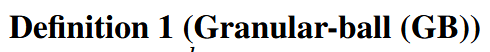 Definition 1 (Granular-ball (GB))